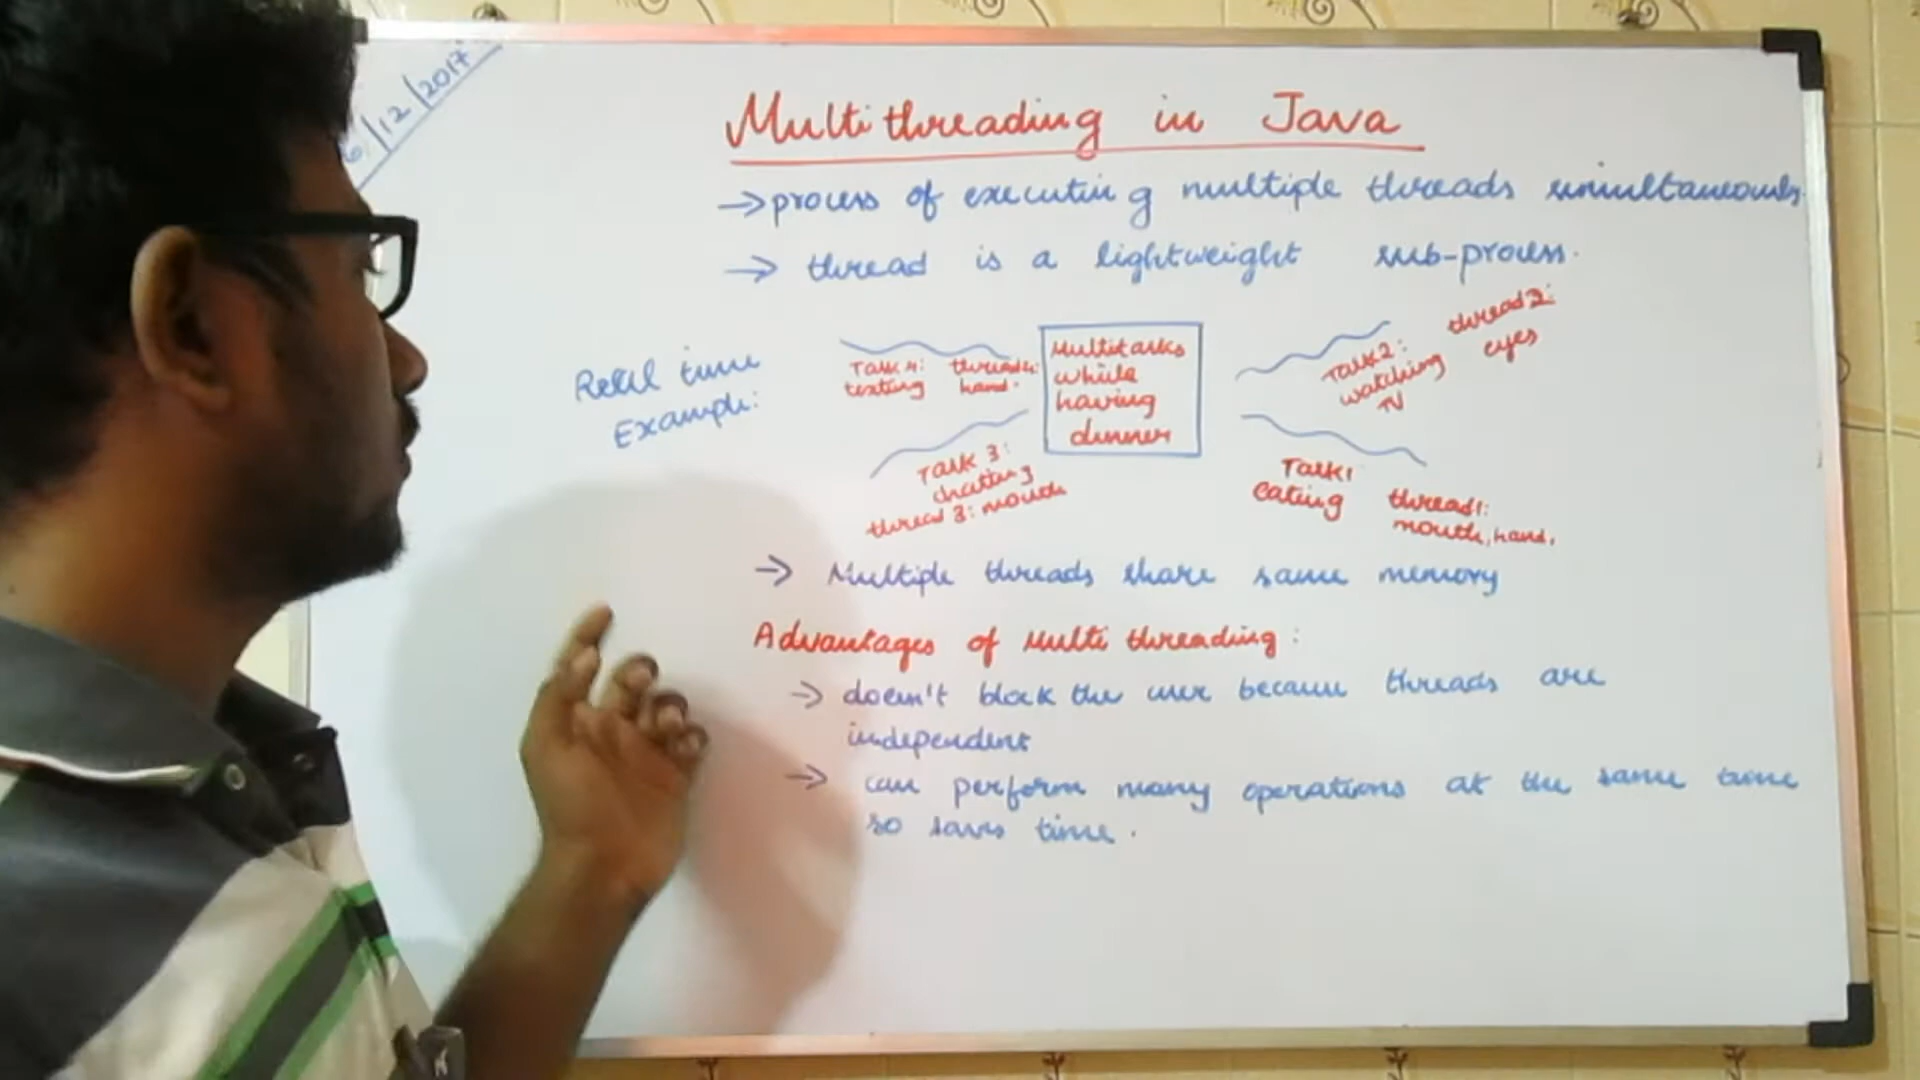 6/12/2017
Multithreading in Java
→ process of executing multiple threads simultaneously.
→ thread is a lightweight sub-process.
Real time
Example:
Task 4: thread 4:
texting hand.
Multitasks
while
having
dinner
Task 2: thread 2:
watching eyes
TV
Task 3:
chatting
thread 3: mouth
Task 1
Eating thread1:
mouth, hand.
→ Multiple threads share same memory
Advantages of Multi threading:
→ doesn't block the user because threads are
independent
→ can perform many operations at the same time
so saves time.